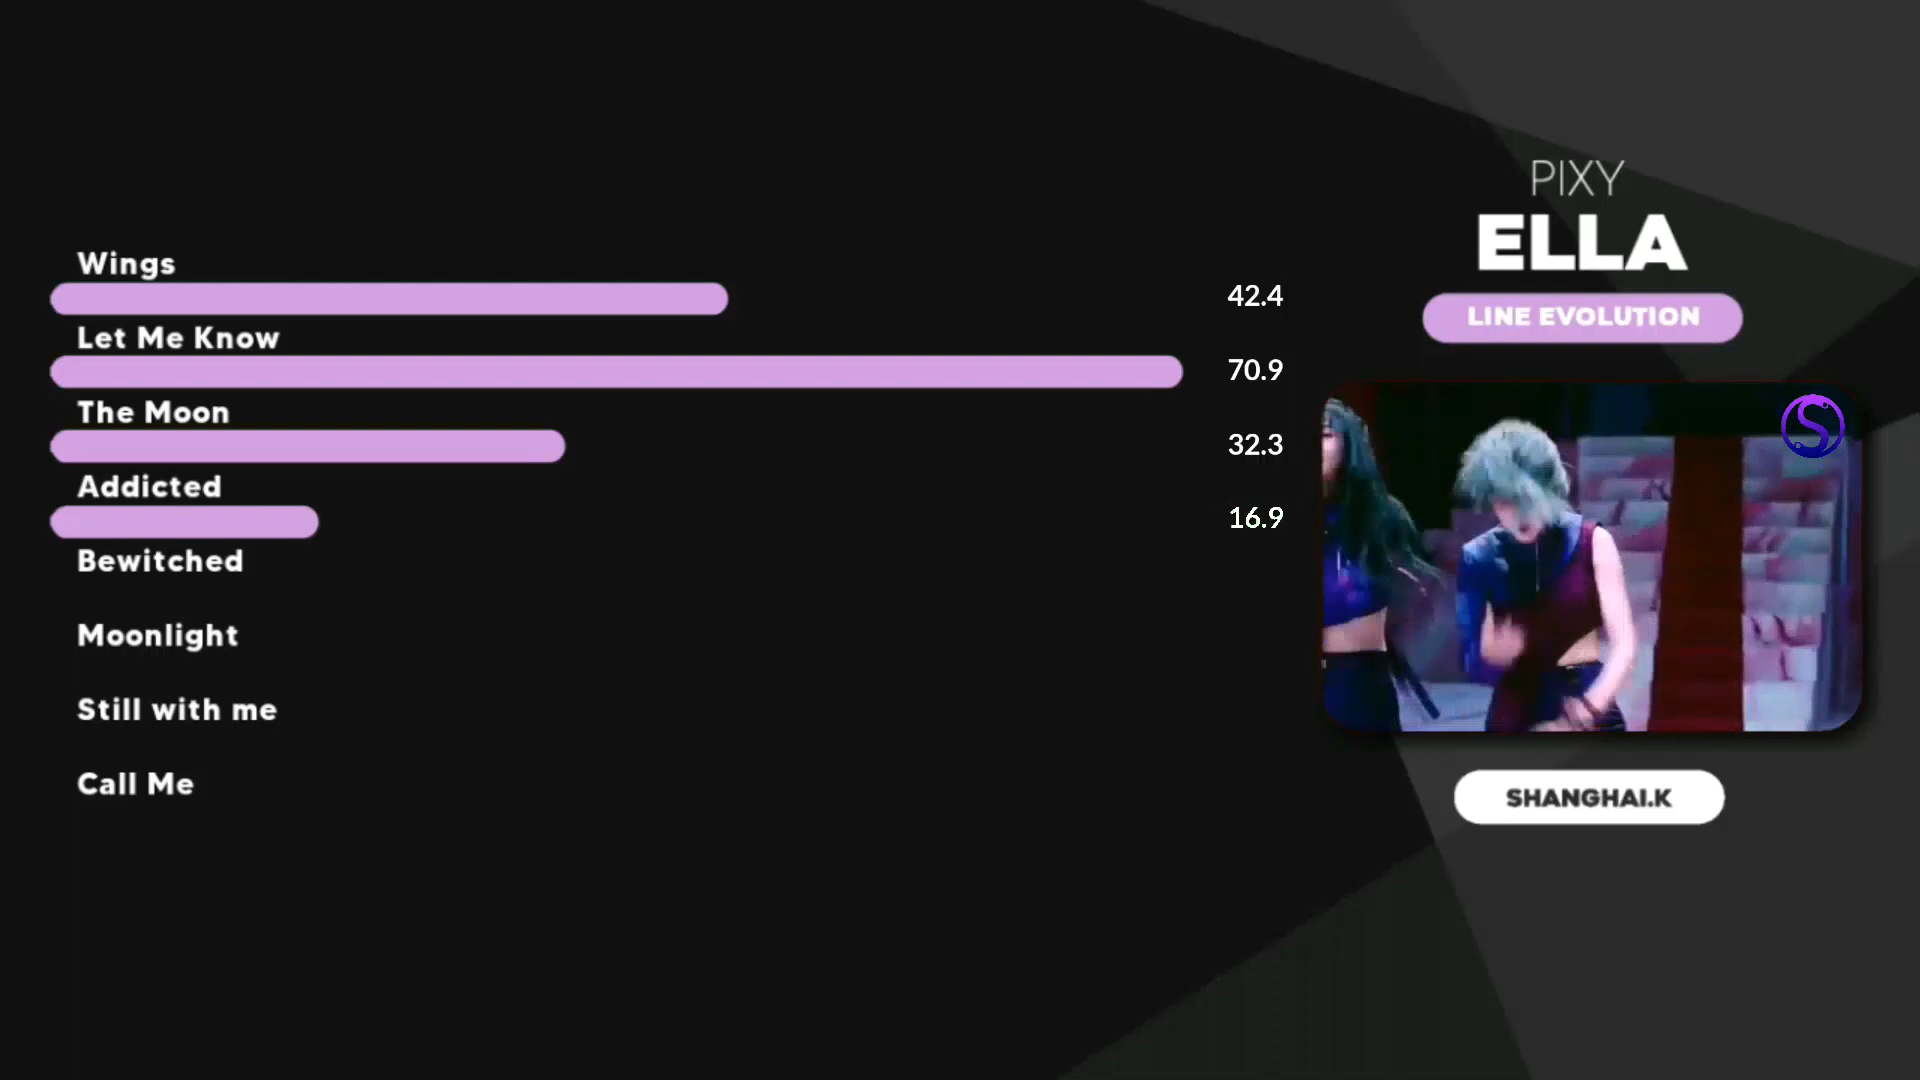 Wings
42.4
Let Me Know
70.9
The Moon
32.3
Addicted
16.9
Bewitched
Moonlight
Still with me
Call Me
PIXY
ELLA
LINE EVOLUTION
S
SHANGHAI.K